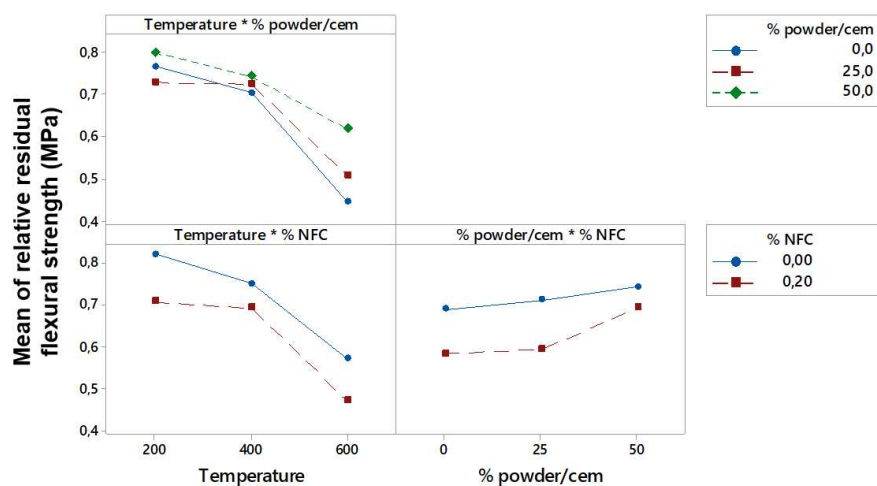 Temperature * % powder/cem
0,8
0,7
0,6
0,5
0,4
% powder/cem
0,0
25,0
50,0
Mean of relative residual
flexural strength (MPa)
Temperature * % NFC
% powder/cem * % NFC
0,8
0,7
0,6
0,5
0,4
% NFC
0,00
0,20
200 400 600
0 25 50
Temperature
% powder/cem